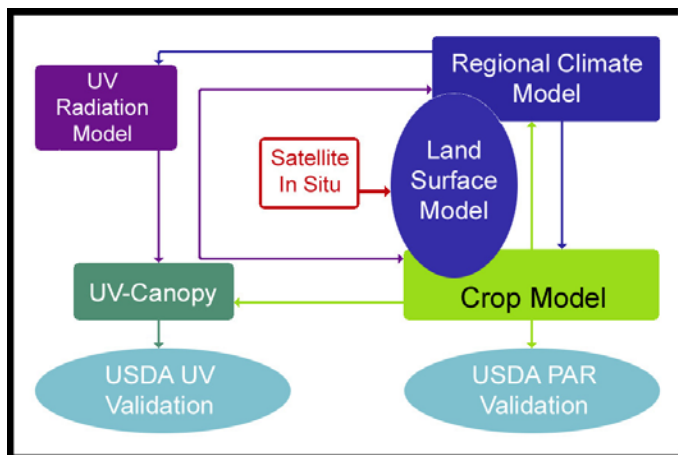 UV
Radiation
Model
Regional Climate
Model
Satellite
In Situ
Land
Surface
Model
UV-Canopy
Crop Model
USDA UV
Validation
USDA PAR
Validation